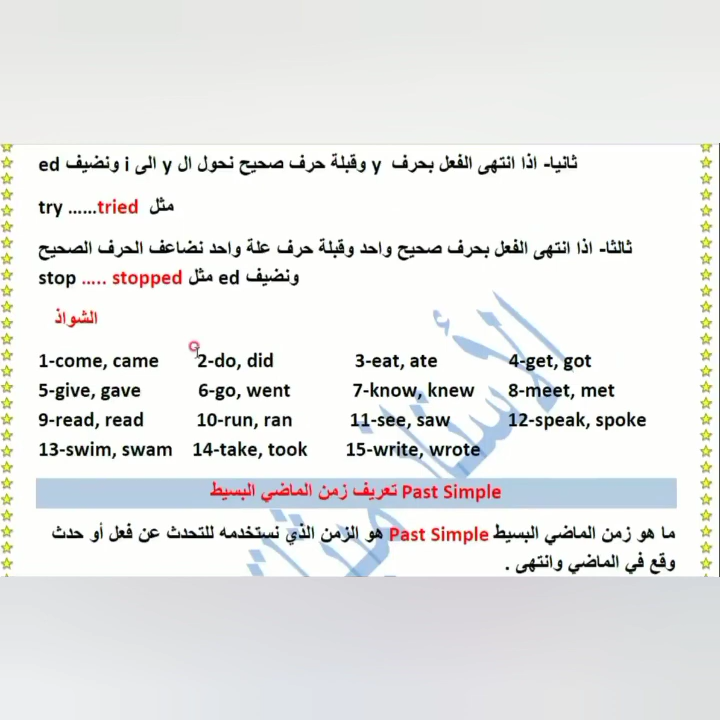 ثانيا- اذا انتهى الفعل بحرف y وقبلة حرف صحيح نحول ال y الى i ونضيف ed
مثل try ......tried
ثالثا- اذا انتهى الفعل بحرف صحيح واحد وقبلة حرف علة واحد نضاعف الحرف الصحيح
ونضيف ed مثل stop ..... stopped
الشواذ
1-come, came 2-do, did 3-eat, ate 4-get, got
5-give, gave 6-go, went 7-know, knew 8-meet, met
9-read, read 10-run, ran 11-see, saw 12-speak, spoke
13-swim, swam 14-take, took 15-write, wrote
تعريف زمن الماضي البسيط Past Simple
ما هو زمن الماضي البسيط Past Simple هو الزمن الذي نستخدمه للتحدث عن فعل أو حدث
وقع في الماضي وانتهى .